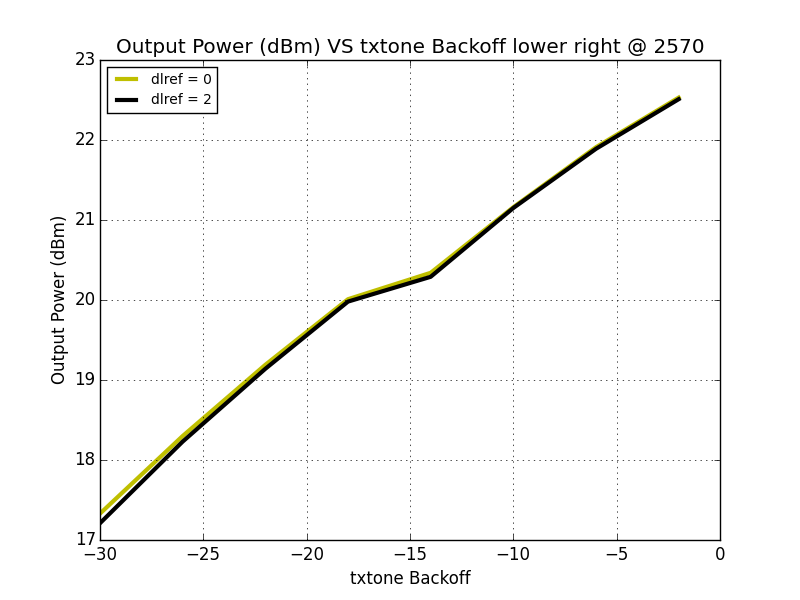 Output Power (dBm) VS txtone Backoff lower right @ 2570
dlref = 0
dlref = 2
Output Power (dBm)
23
22
21
20
19
18
17
−30 −25 −20 −15 −10 −5 0
txtone Backoff